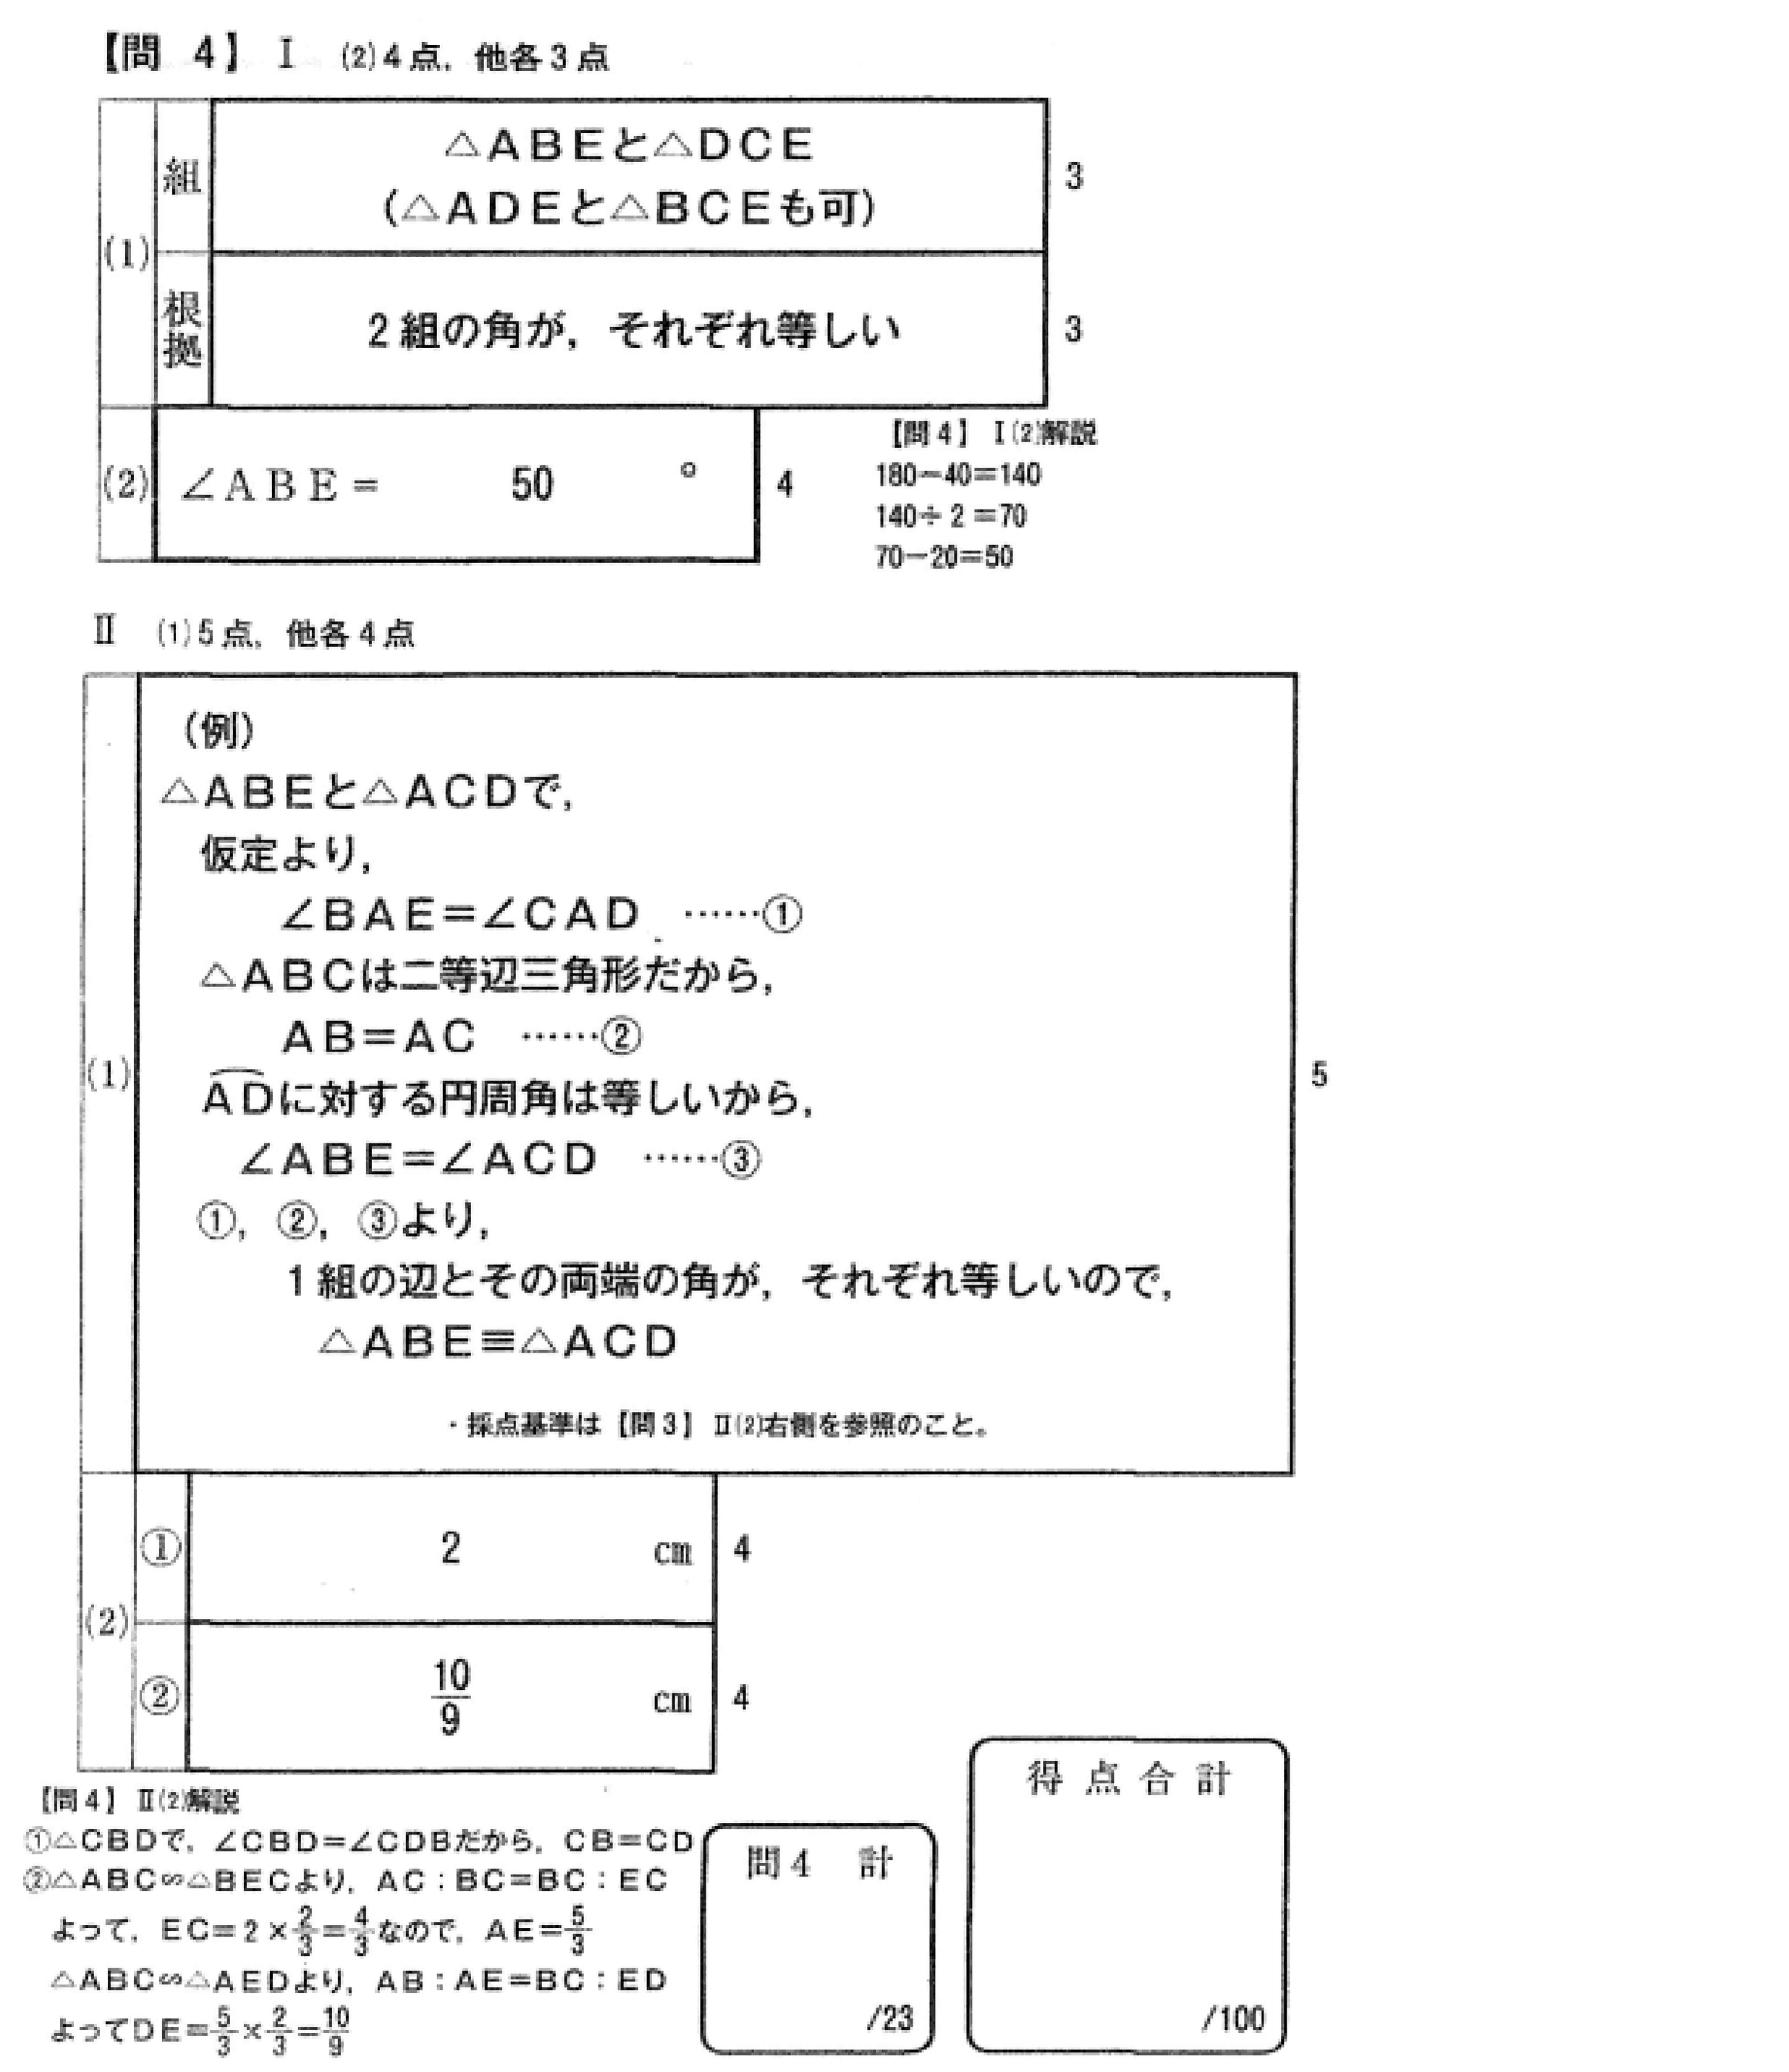 【問 4】 Ⅰ (2)4点，他各3点
(1)
組
△ABEと△DCE
(△ADEと△BCEも可)
3
根拠
2組の角が，それぞれ等しい
3
(2)
∠ABE＝ 50 °
4
【問4】 Ⅰ(2)解説
180－40＝140
140÷2＝70
70－20＝50
Ⅱ (1)5点，他各4点
(1)
(例)
△ABEと△ACDで，
仮定より，
∠BAE＝∠CAD ……①
△ABCは二等辺三角形だから，
AB＝AC ……②
A͡Dに対する円周角は等しいから，
∠ABE＝∠ACD ……③
①，②，③より，
1組の辺とその両端の角が，それぞれ等しいので，
△ABE≡△ACD
・採点基準は【問3】 Ⅱ(2)右側を参照のこと。
5
(2)
① 2 cm 4
② 10/9 cm 4
【問4】 Ⅱ(2)解説
①△CBDで，∠CBD＝∠CDBだから，CB＝CD
②△ABC∽△BECより，AC：BC＝BC：EC
よって，EC＝2×2/3＝4/3なので，AE＝5/3
△ABC∽△AEDより，AB：AE＝BC：ED
よってDE＝5/3×2/3＝10/9
問4 計
/23
得点合計
/100